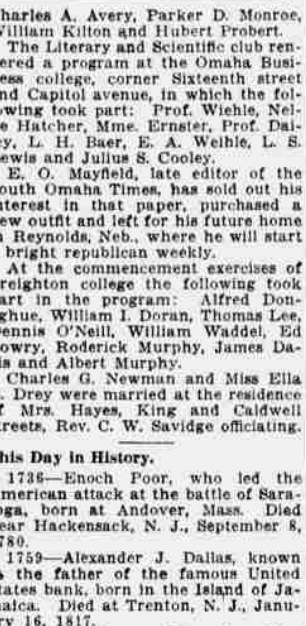 harles A. Avery, Parker D. Monroe,
William Kilton and Hubert Probert.
The Literary and Scientific club ren-
ered a program at the Omaha Busi-
ess college, corner Sixteenth street
nd Capitol avenue, in which the fol-
owing took part: Prof. Wiehle, Nel-
e Hatcher, Mme. Ernster, Prof. Dai-
ey, L. H. Baer, E. A. Weihle, L. S.
ewis and Julius S. Cooley.
E. O. Mayfield, late editor of the
outh Omaha Times, has sold out his
nterest in that paper, purchased a
ew outfit and left for his future home
n Reynolds, Neb., where he will start
bright republican weekly.
At the commencement exercises of
reighton college the following took
art in the program: Alfred Don-
ghue, William I. Doran, Thomas Lee,
ennis O'Neill, William Waddel, Ed
owry, Roderick Murphy, James Da-
is and Albert Murphy.
Charles G. Newman and Miss Ella
. Drey were married at the residence
f Mrs. Hayes, King and Caldwell
treets, Rev. C. W. Savidge officiating.
his Day in History.
1736—Enoch Poor, who led the
merican attack at the battle of Sara-
oga, born at Andover, Mass. Died
ear Hackensack, N. J., September 8,
780.
1759—Alexander J. Dallas, known
s the father of the famous United
tates bank, born in the Island of Ja-
aica. Died at Trenton, N. J., Janu-
ry 16, 1817.